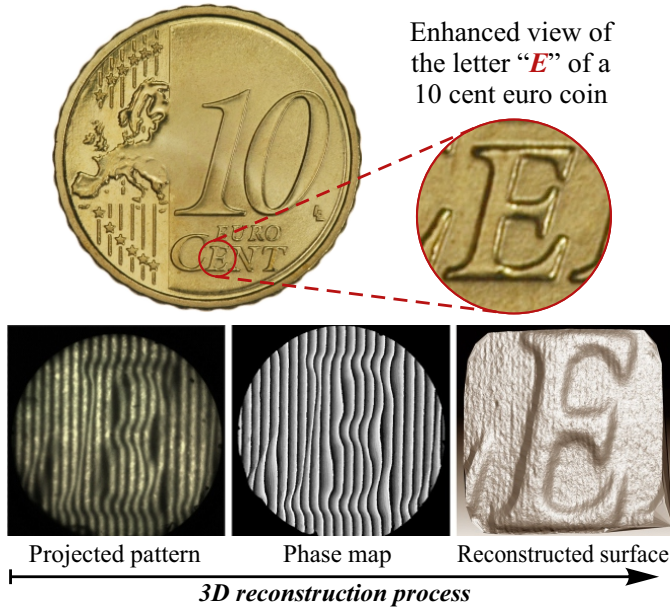 Enhanced view of
the letter “E” of a
10 cent euro coin
10
EURO
CENT
E
E
Projected pattern
Phase map
Reconstructed surface
3D reconstruction process